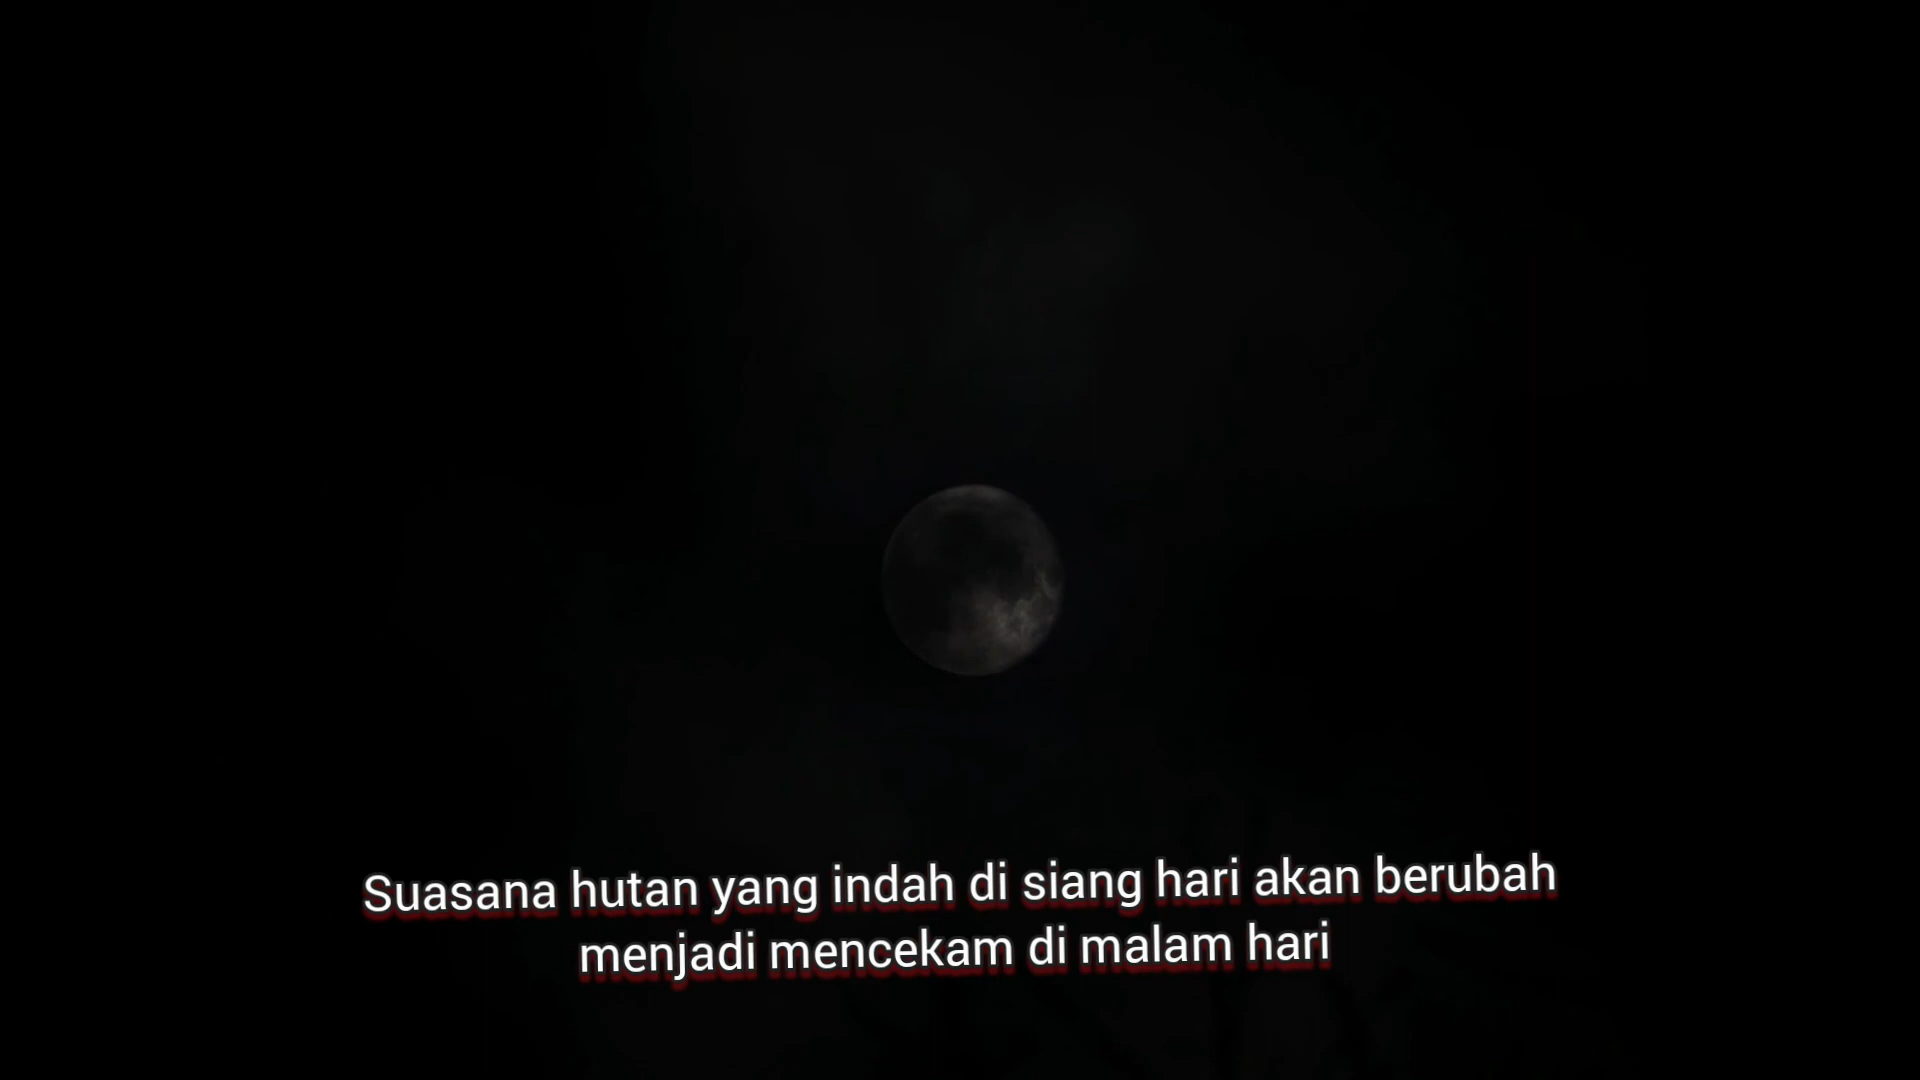 Suasana hutan yang indah di siang hari akan berubah
menjadi mencekam di malam hari